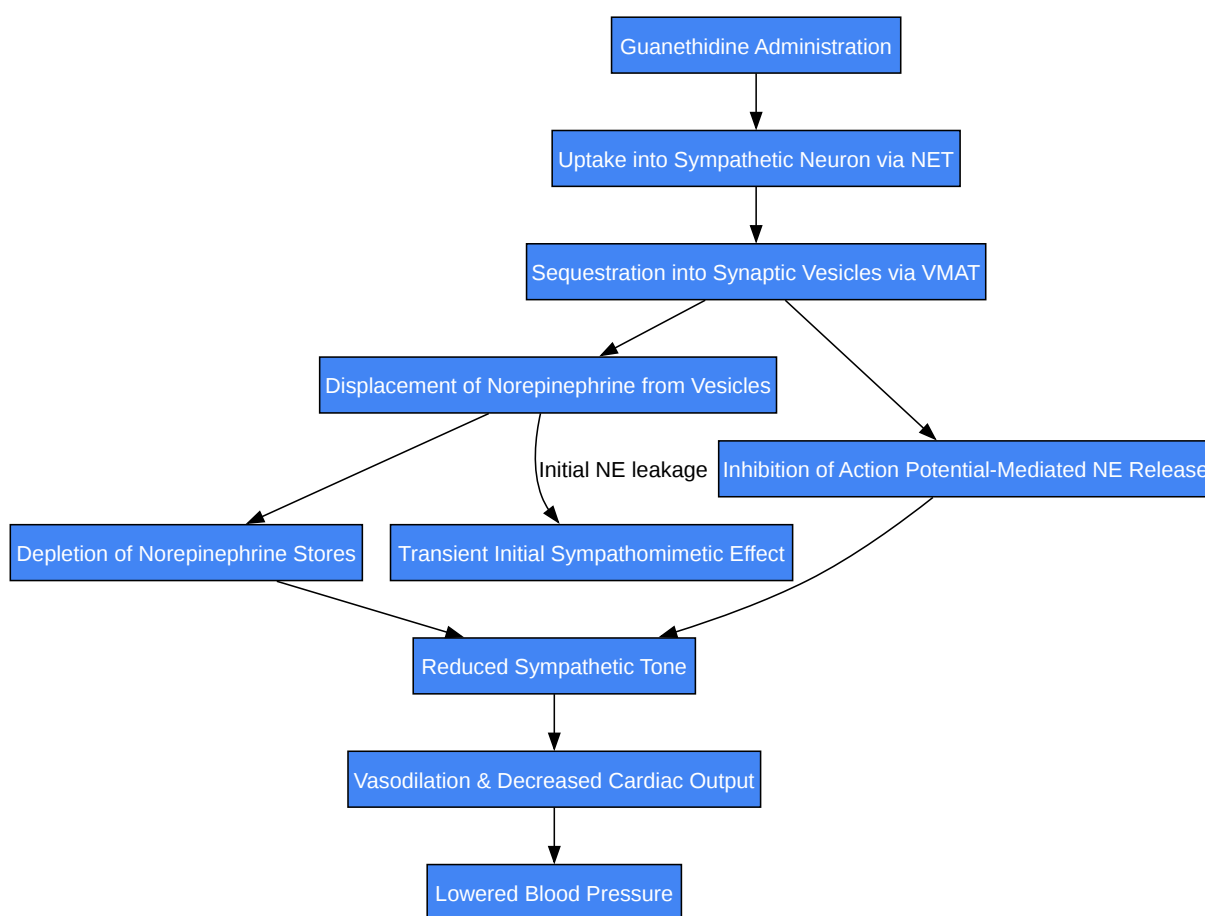 Guanethidine Administration
Uptake into Sympathetic Neuron via NET
Sequestration into Synaptic Vesicles via VMAT
Displacement of Norepinephrine from Vesicles
Initial NE leakage
Inhibition of Action Potential-Mediated NE Release
Depletion of Norepinephrine Stores
Transient Initial Sympathomimetic Effect
Reduced Sympathetic Tone
Vasodilation & Decreased Cardiac Output
Lowered Blood Pressure